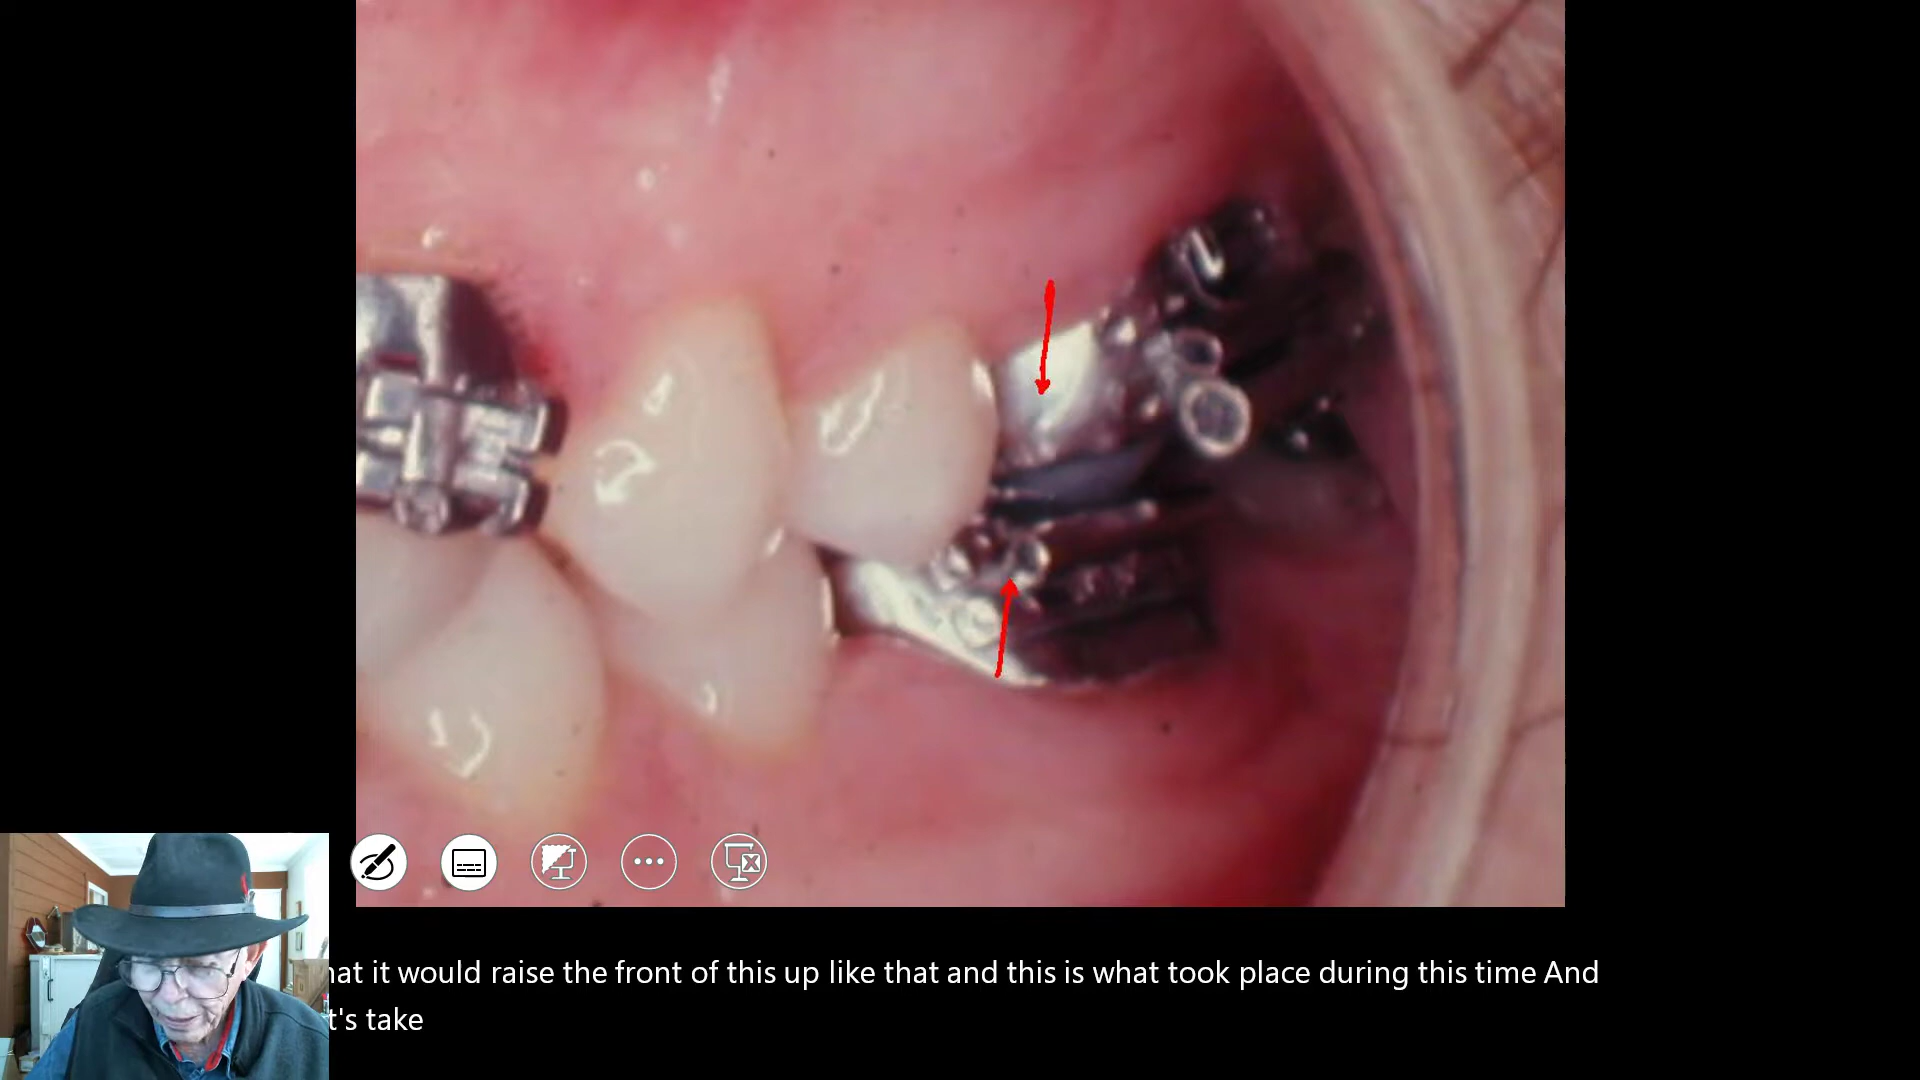 it would raise the front of this up like that and this is what took place during this time And
take